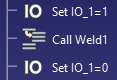 IO Set IO_1=1
Call Weld1
IO Set IO_1=0